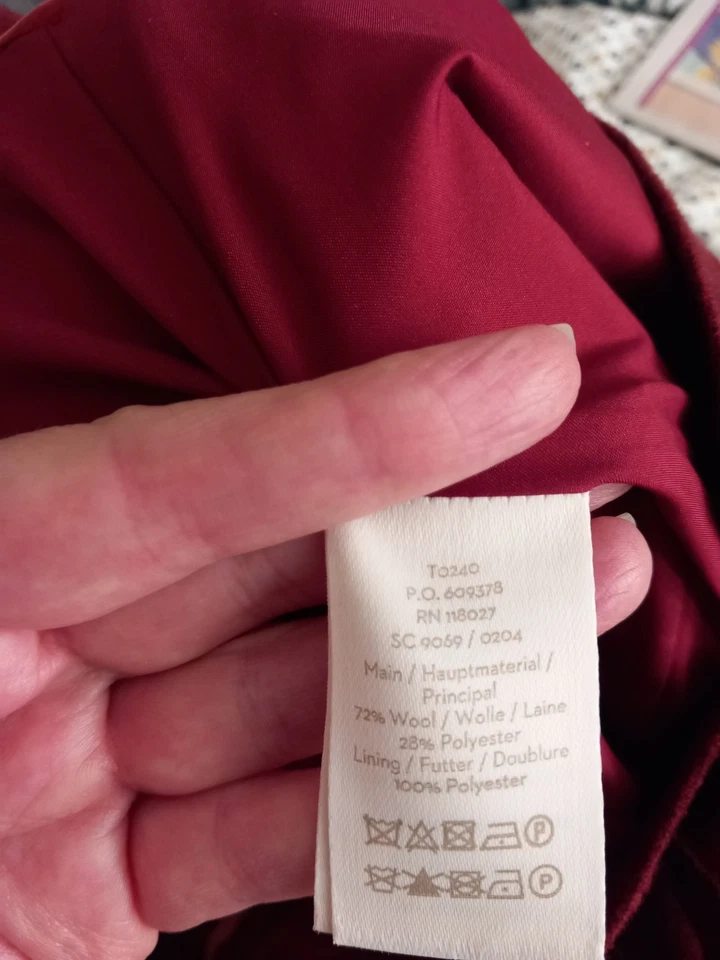 T0240
P.O. 609378
RN 118027
SC 9069 / 0204
Main / Hauptmaterial /
Principal
72% Wool / Wolle / Laine
28% Polyester
Lining / Futter / Doublure
100% Polyester
P
P